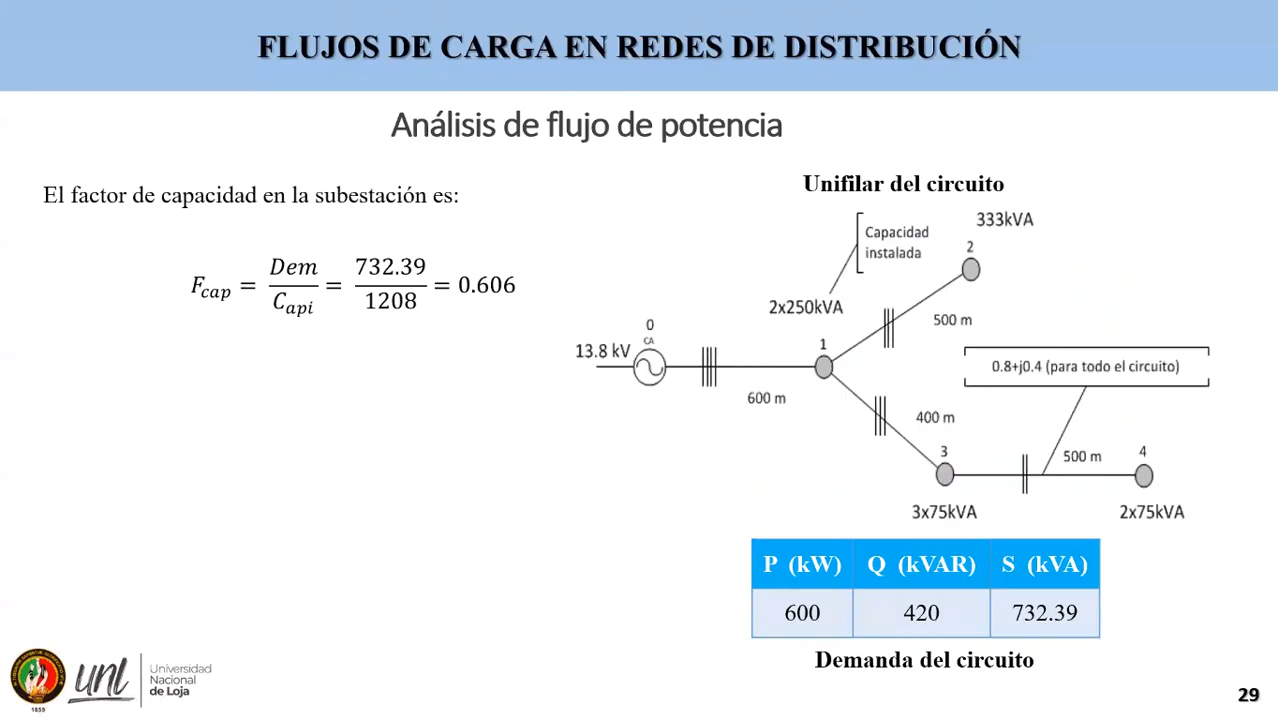 FLUJOS DE CARGA EN REDES DE DISTRIBUCIÓN
Análisis de flujo de potencia
El factor de capacidad en la subestación es:
F_cap = Dem / C_api = 732.39 / 1208 = 0.606
Unifilar del circuito
333kVA
Capacidad
instalada
2
2x250kVA
500 m
0
CA
13.8 kV
1
600 m
0.8+j0.4 (para todo el circuito)
400 m
3
500 m
4
3x75kVA
2x75kVA
P (kW) Q (kVAR) S (kVA)
600 420 732.39
Demanda del circuito
unl
Universidad
Nacional
de Loja
1859
29